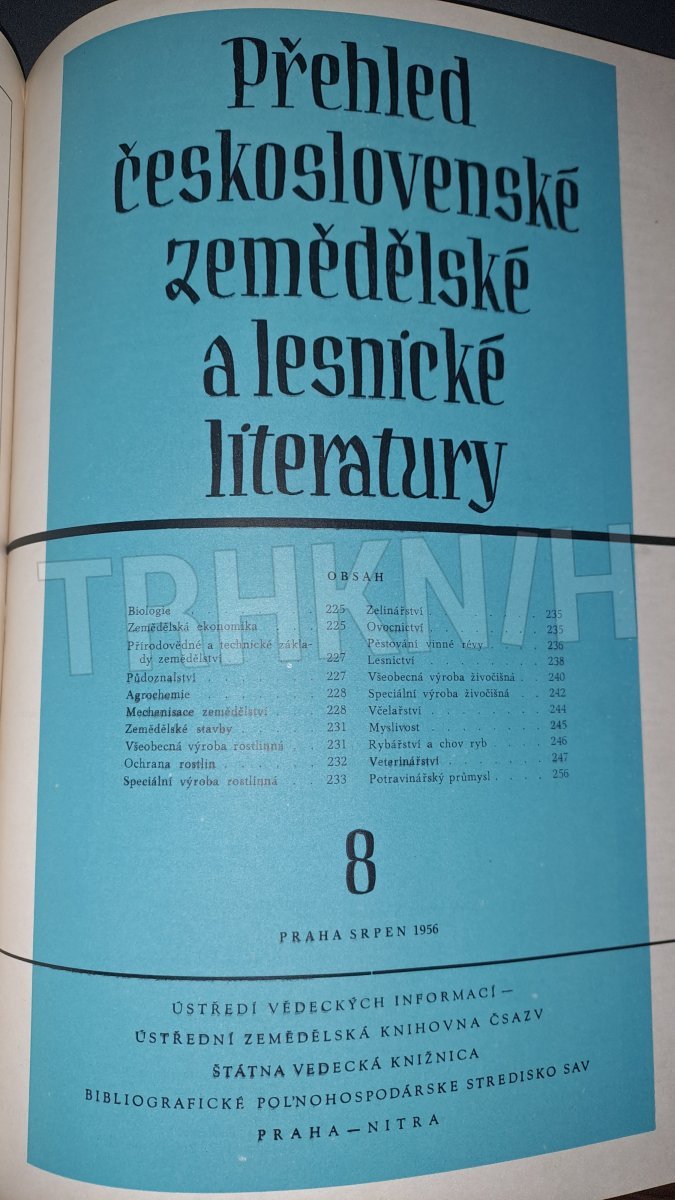 Přehled
československé
zemědělské
a lesnické
literatury
OBSAH
Biologie . . . . . . . . 225
Zemědělská ekonomika . . . 225
Přírodovědné a technické zákla-
dy zemědělství . . . . . . 227
Půdoznalství . . . . . . 227
Agrochemie . . . . . . . 228
Mechenisace zemědělství . . 228
Zemědělské stavby . . . . 231
Všeobecná výroba rostlinná . 231
Ochrana rostlin . . . . . 232
Speciální výroba rostlinná . . 233
Zelinářství . . . . . . . 235
Ovocnictví . . . . . . . 235
Pěstování vinné révy . . . . 236
Lesnictví . . . . . . . 238
Všeobecná výroba živočišná . . 240
Speciální výroba živočišná . . 242
Včelařství . . . . . . . 244
Myslivost . . . . . . . 245
Rybářství a chov ryb . . . . 246
Veterinářství . . . . . . 247
Potravinářský průmysl . . . . 256
8
PRAHA SRPEN 1956
ÚSTŘEDÍ VĚDECKÝCH INFORMACÍ —
ÚSTŘEDNÍ ZEMĚDĚLSKÁ KNIHOVNA ČSAZV
ŠTÁTNA VEDECKÁ KNIŽNICA
BIBLIOGRAFICKÉ POĽNOHOSPODÁRSKE STREDISKO SAV
PRAHA — NITRA
TRHKNIH